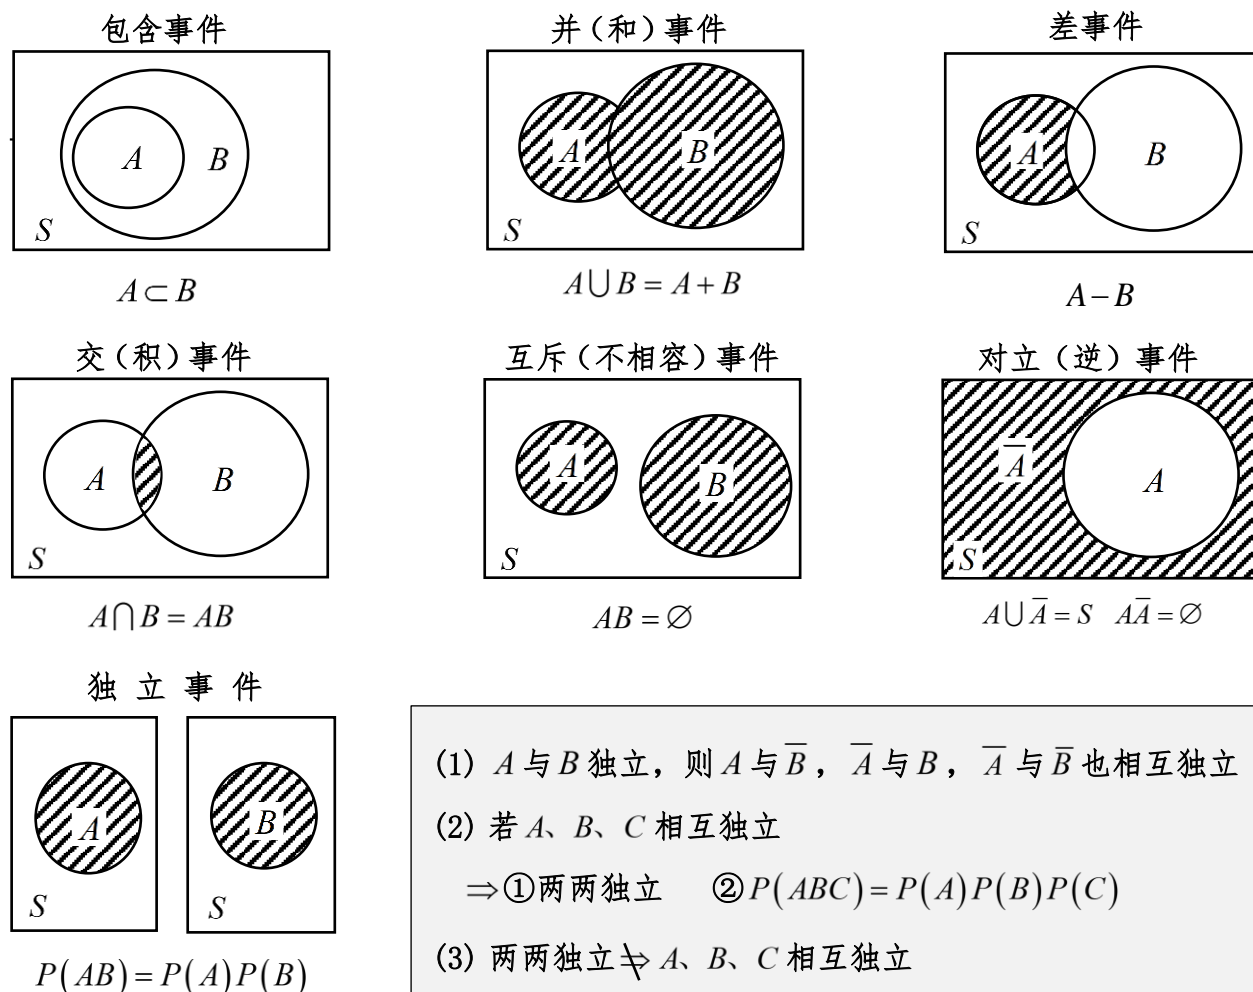 包含事件
并（和）事件
差事件
A
B
S
A
B
S
A
B
S
A ⊂ B
A ⋃ B = A + B
A − B
交（积）事件
互斥（不相容）事件
对立（逆）事件
A
B
S
A
B
S
A̅
A
S
A ⋂ B = AB
AB = ∅
A ⋃ A̅ = S AA̅ = ∅
独 立 事 件
A
S
B
S
P(AB) = P(A)P(B)
(1) A 与 B 独立，则 A 与 B̅，A̅ 与 B，A̅ 与 B̅ 也相互独立
(2) 若 A、B、C 相互独立
⇒①两两独立 ②P(ABC) = P(A)P(B)P(C)
(3) 两两独立 ⇏ A、B、C 相互独立